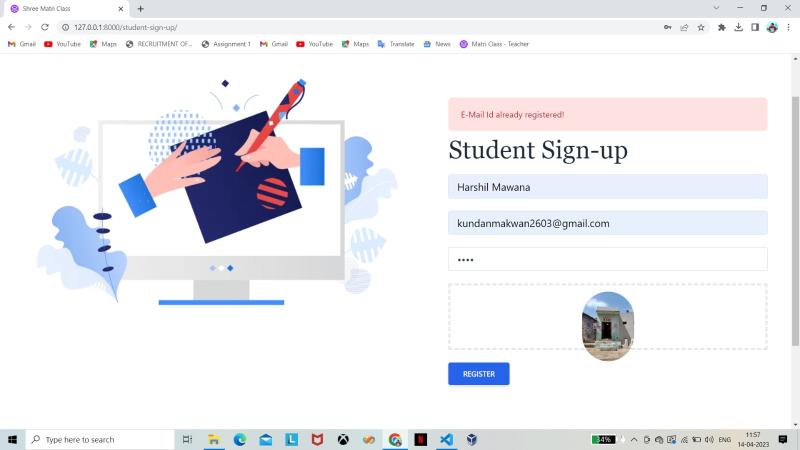 Shree Matri Class
127.0.0.1:8000/student-sign-up/
Gmail YouTube Maps RECRUITMENT OF... Assignment 1 Gmail YouTube Maps Translate News Matri Class - Teacher
E-Mail Id already registered!
Student Sign-up
Harshil Mawana
kundanmakwan2603@gmail.com
••••
REGISTER
Type here to search
34%
ENG
11:57
14-04-2023